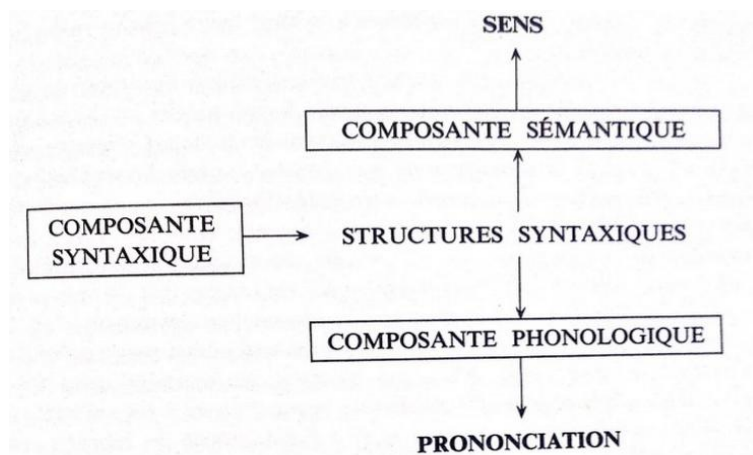 SENS
COMPOSANTE SÉMANTIQUE
COMPOSANTE
SYNTAXIQUE
STRUCTURES SYNTAXIQUES
COMPOSANTE PHONOLOGIQUE
PRONONCIATION